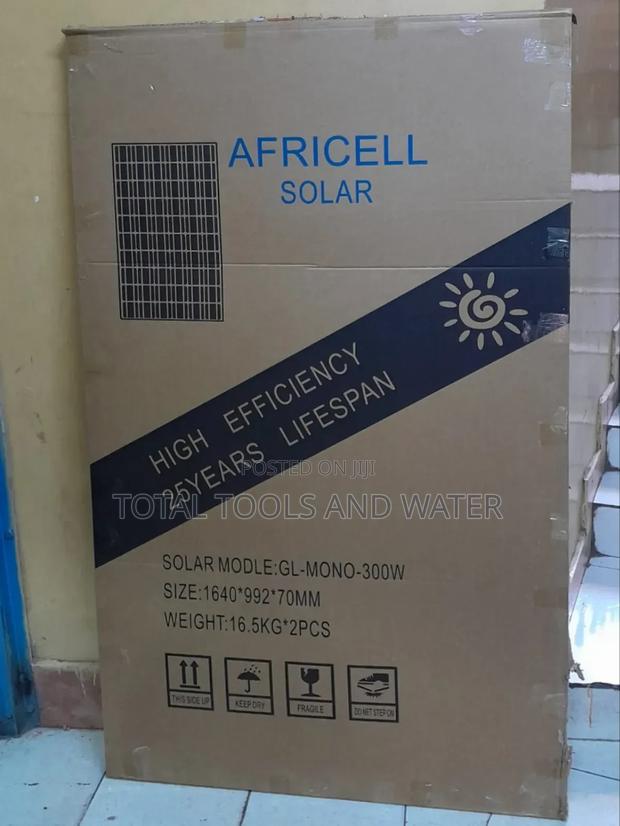 AFRICELL
SOLAR
HIGH EFFICIENCY
25YEARS LIFESPAN
POSTED ON JIJI
TOTAL TOOLS AND WATER
SOLAR MODLE:GL-MONO-300W
SIZE:1640*992*70MM
WEIGHT:16.5KG*2PCS
THIS SIDE UP
KEEP DRY
FRAGILE
DO NET STEP ON